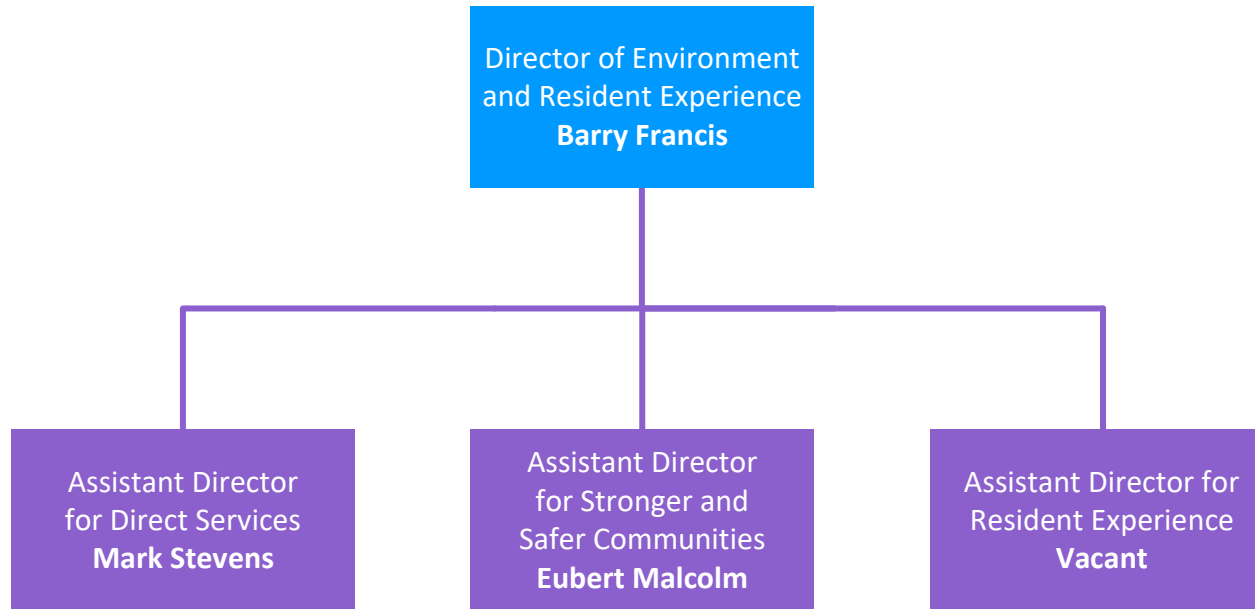 Director of Environment
and Resident Experience
Barry Francis
Assistant Director
for Direct Services
Mark Stevens
Assistant Director
for Stronger and
Safer Communities
Eubert Malcolm
Assistant Director for
Resident Experience
Vacant